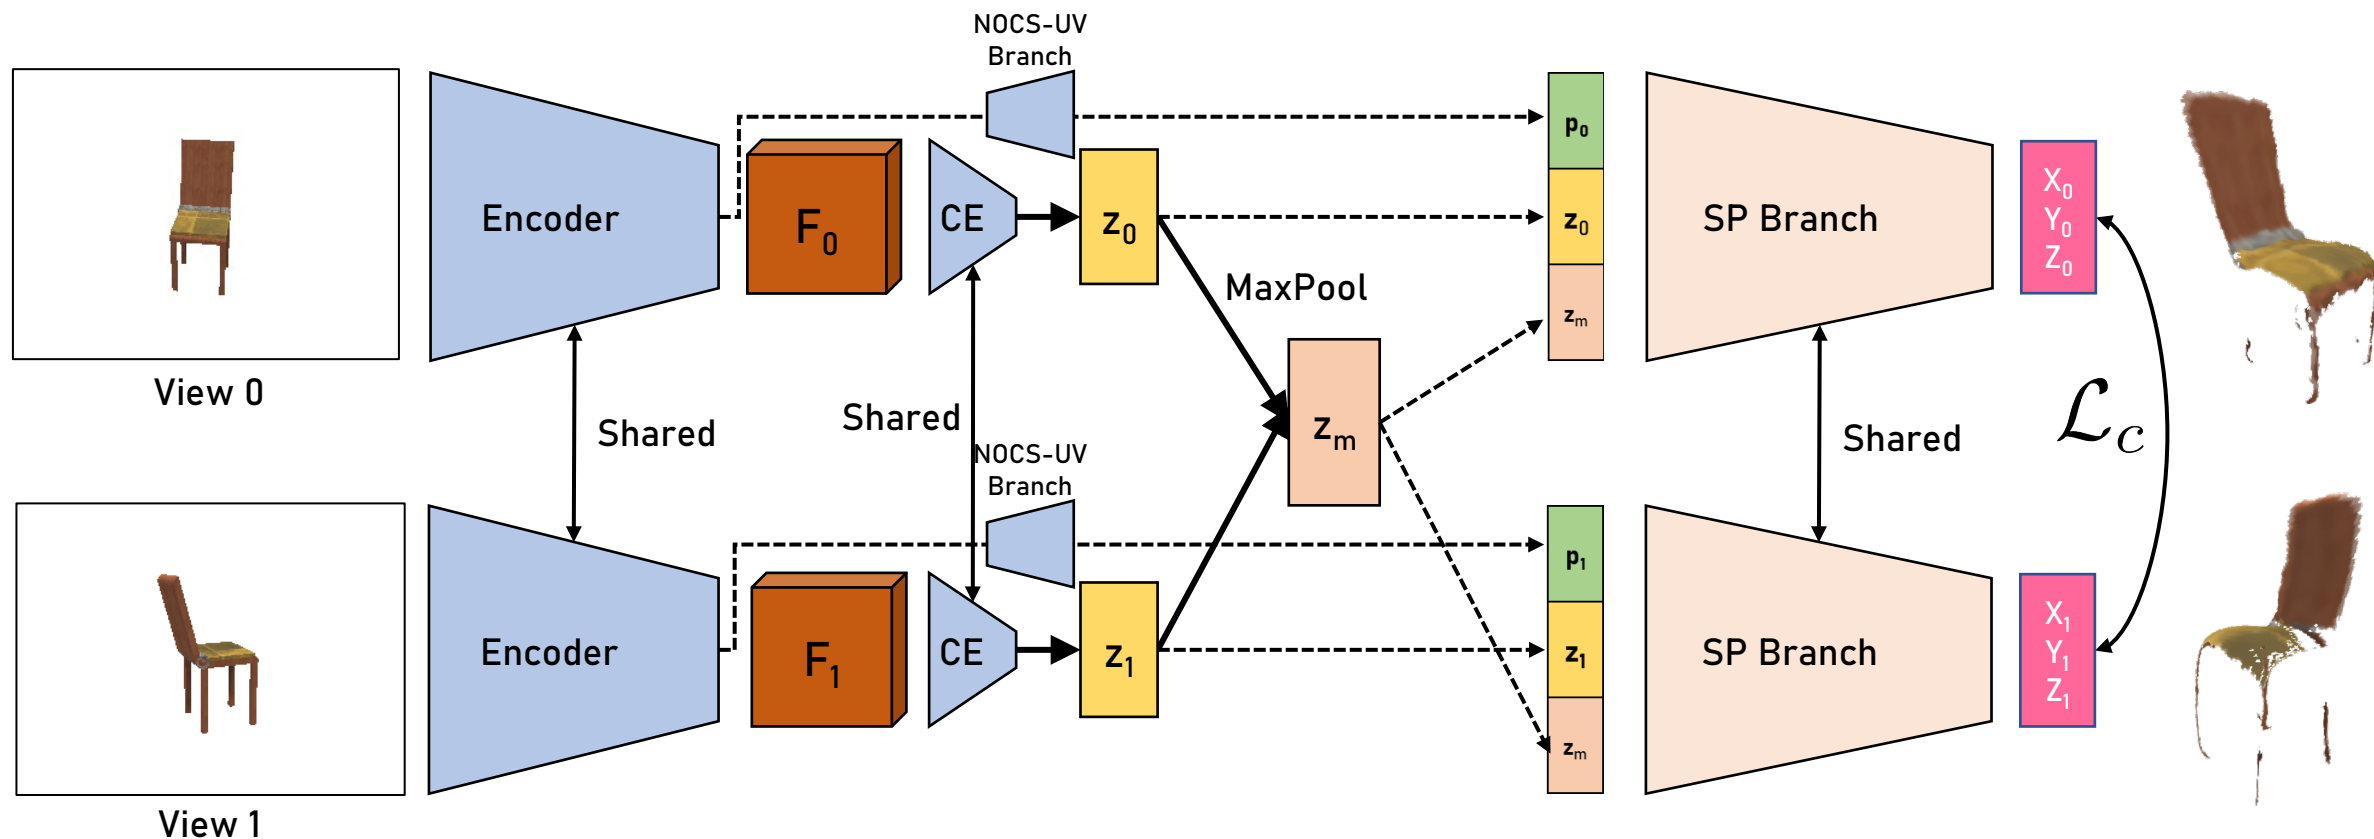 NOCS-UV
Branch
Encoder
F0
CE
z0
p0
z0
zm
SP Branch
X0
Y0
Z0
View 0
MaxPool
Shared
Shared
zm
Shared
ℒc
NOCS-UV
Branch
Encoder
F1
CE
z1
p1
z1
zm
SP Branch
X1
Y1
Z1
View 1